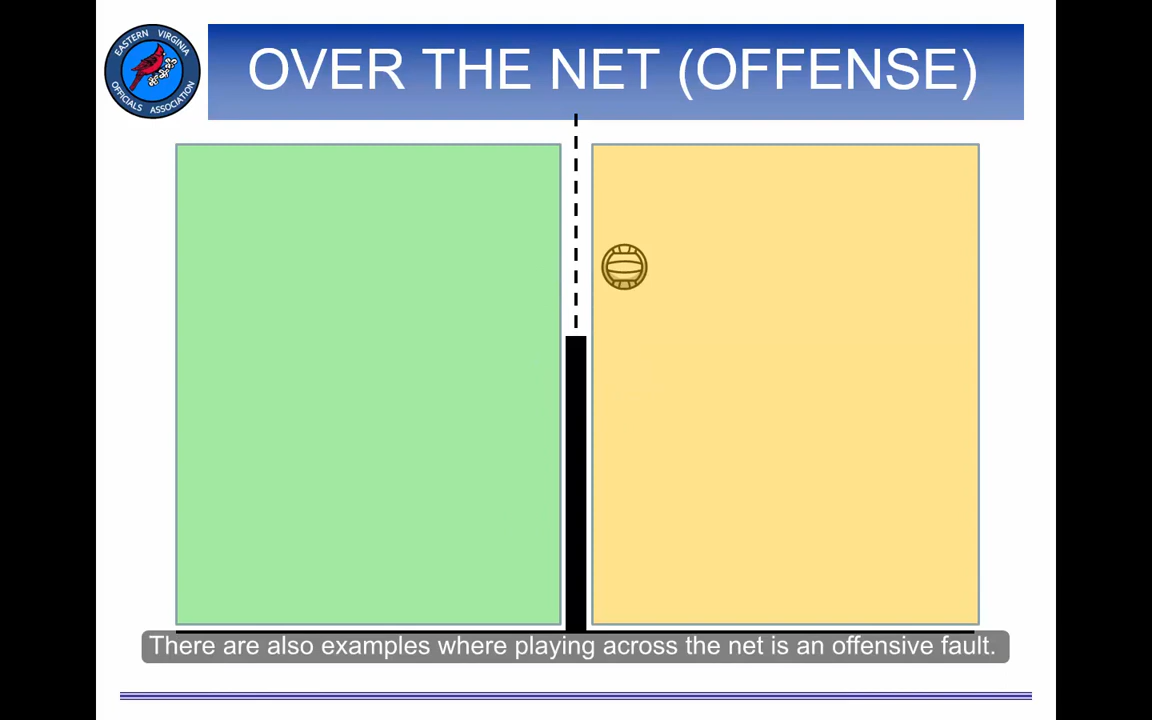 EASTERN VIRGINIA
OFFICIALS ASSOCIATION
OVER THE NET (OFFENSE)
There are also examples where playing across the net is an offensive fault.